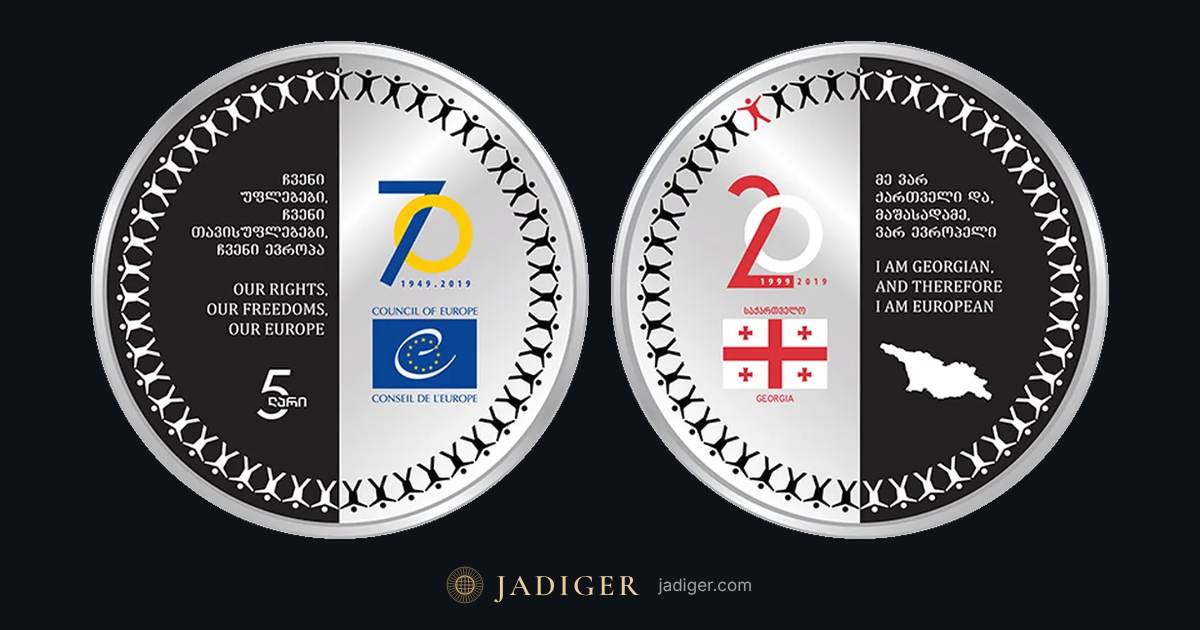 ჩვენი
უფლებები,
ჩვენი
თავისუფლებები,
ჩვენი ევროპა
OUR RIGHTS,
OUR FREEDOMS,
OUR EUROPE
5
ლარი
70
1949.2019
COUNCIL OF EUROPE
CONSEIL DE L'EUROPE
20
1999 2019
საქართველო
GEORGIA
მე ვარ
ქართველი და,
მაშასადამე,
ვარ ევროპელი
I AM GEORGIAN,
AND THEREFORE
I AM EUROPEAN
JADIGER jadiger.com